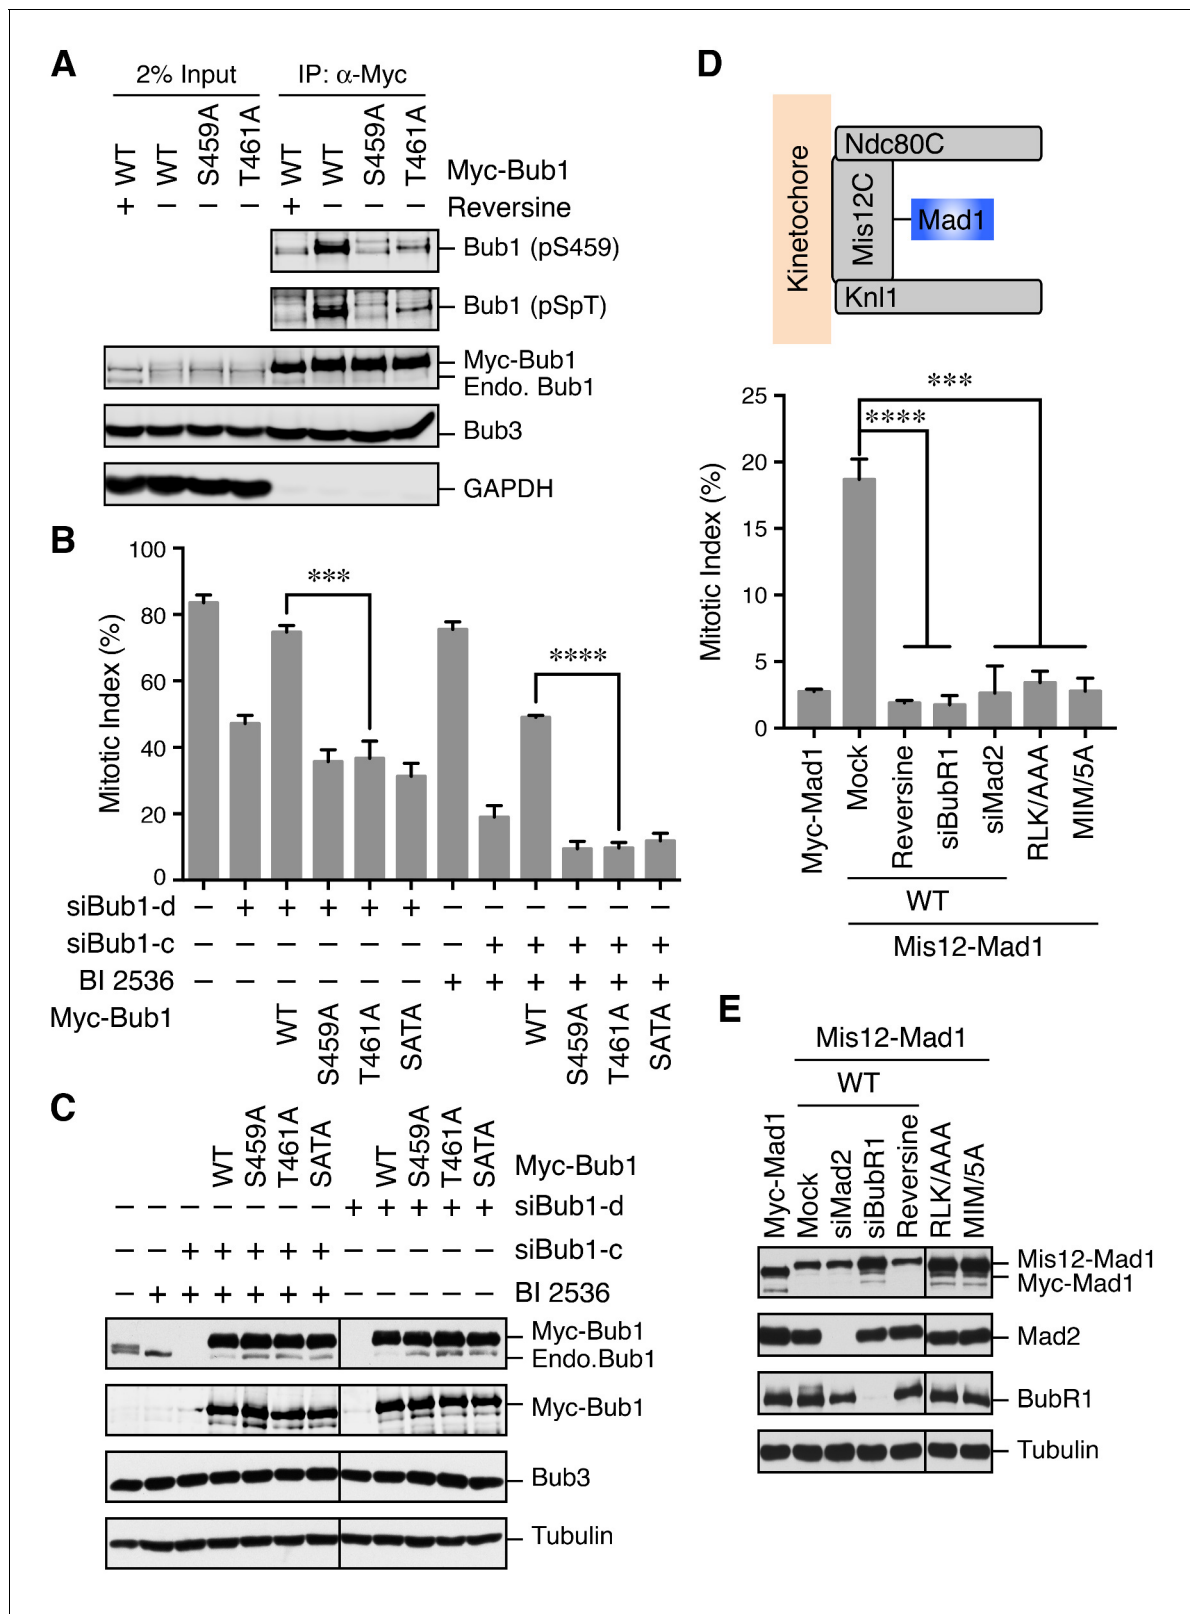 A
2% Input IP: α-Myc
WT WT S459A T461A WT WT S459A T461A Myc-Bub1
+ – – – + – – – Reversine
Bub1 (pS459)
Bub1 (pSpT)
Myc-Bub1
Endo. Bub1
Bub3
GAPDH
B
Mitotic Index (%)
100
80
60
40
20
0
***
****
siBub1-d – + + + + + – – – – – –
siBub1-c – – – – – – – + + + + +
BI 2536 – – – – – – + + + + + +
Myc-Bub1 WT S459A T461A SATA WT S459A T461A SATA
C
WT S459A T461A SATA WT S459A T461A SATA Myc-Bub1
– – – – – – – + + + + + siBub1-d
– – + + + + + – – – – – siBub1-c
– + + + + + + – – – – – BI 2536
Myc-Bub1
Endo.Bub1
Myc-Bub1
Bub3
Tubulin
D
Kinetochore
Ndc80C
Mis12C
Mad1
Knl1
Mitotic Index (%)
25
20
15
10
5
0
***
****
Myc-Mad1 Mock Reversine siBubR1 siMad2 RLK/AAA MIM/5A
WT
Mis12-Mad1
E
Mis12-Mad1
WT
Myc-Mad1 Mock siMad2 siBubR1 Reversine RLK/AAA MIM/5A
Mis12-Mad1
Myc-Mad1
Mad2
BubR1
Tubulin